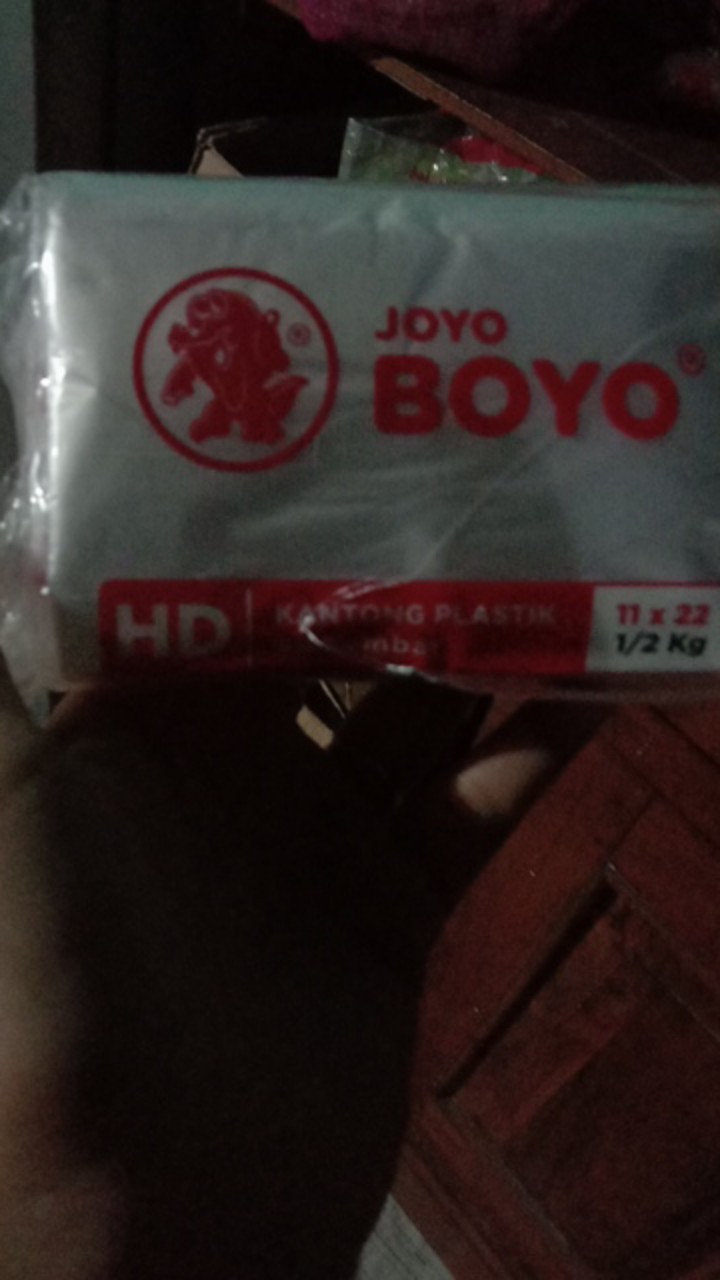 JOYO
BOYO
HD
KANTONG PLASTIK
11 x 22
1/2 Kg